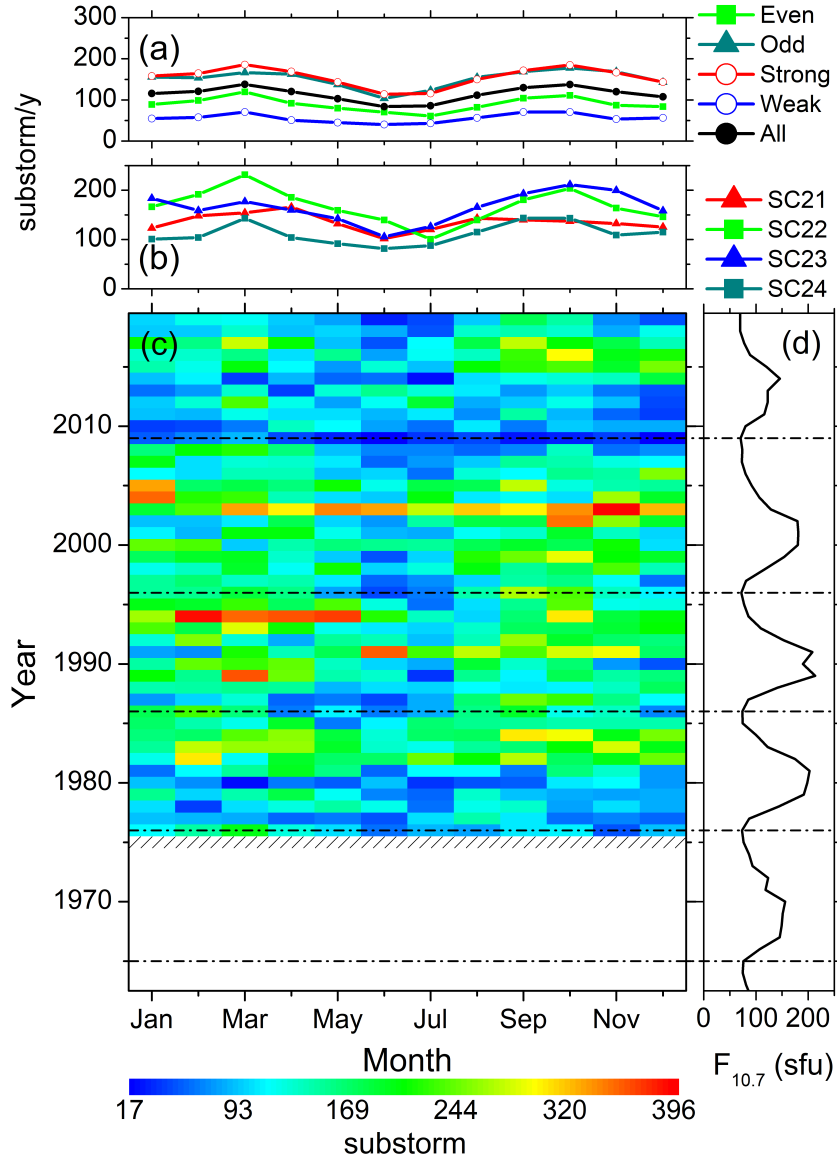 300
200
100
0
(a)
Even
Odd
Strong
Weak
All
substorm/y
200
100
0
(b)
SC21
SC22
SC23
SC24
(c)
(d)
2010
2000
1990
1980
1970
Year
Jan Mar May Jul Sep Nov
0 100 200
Month
F10.7 (sfu)
17 93 169 244 320 396
substorm